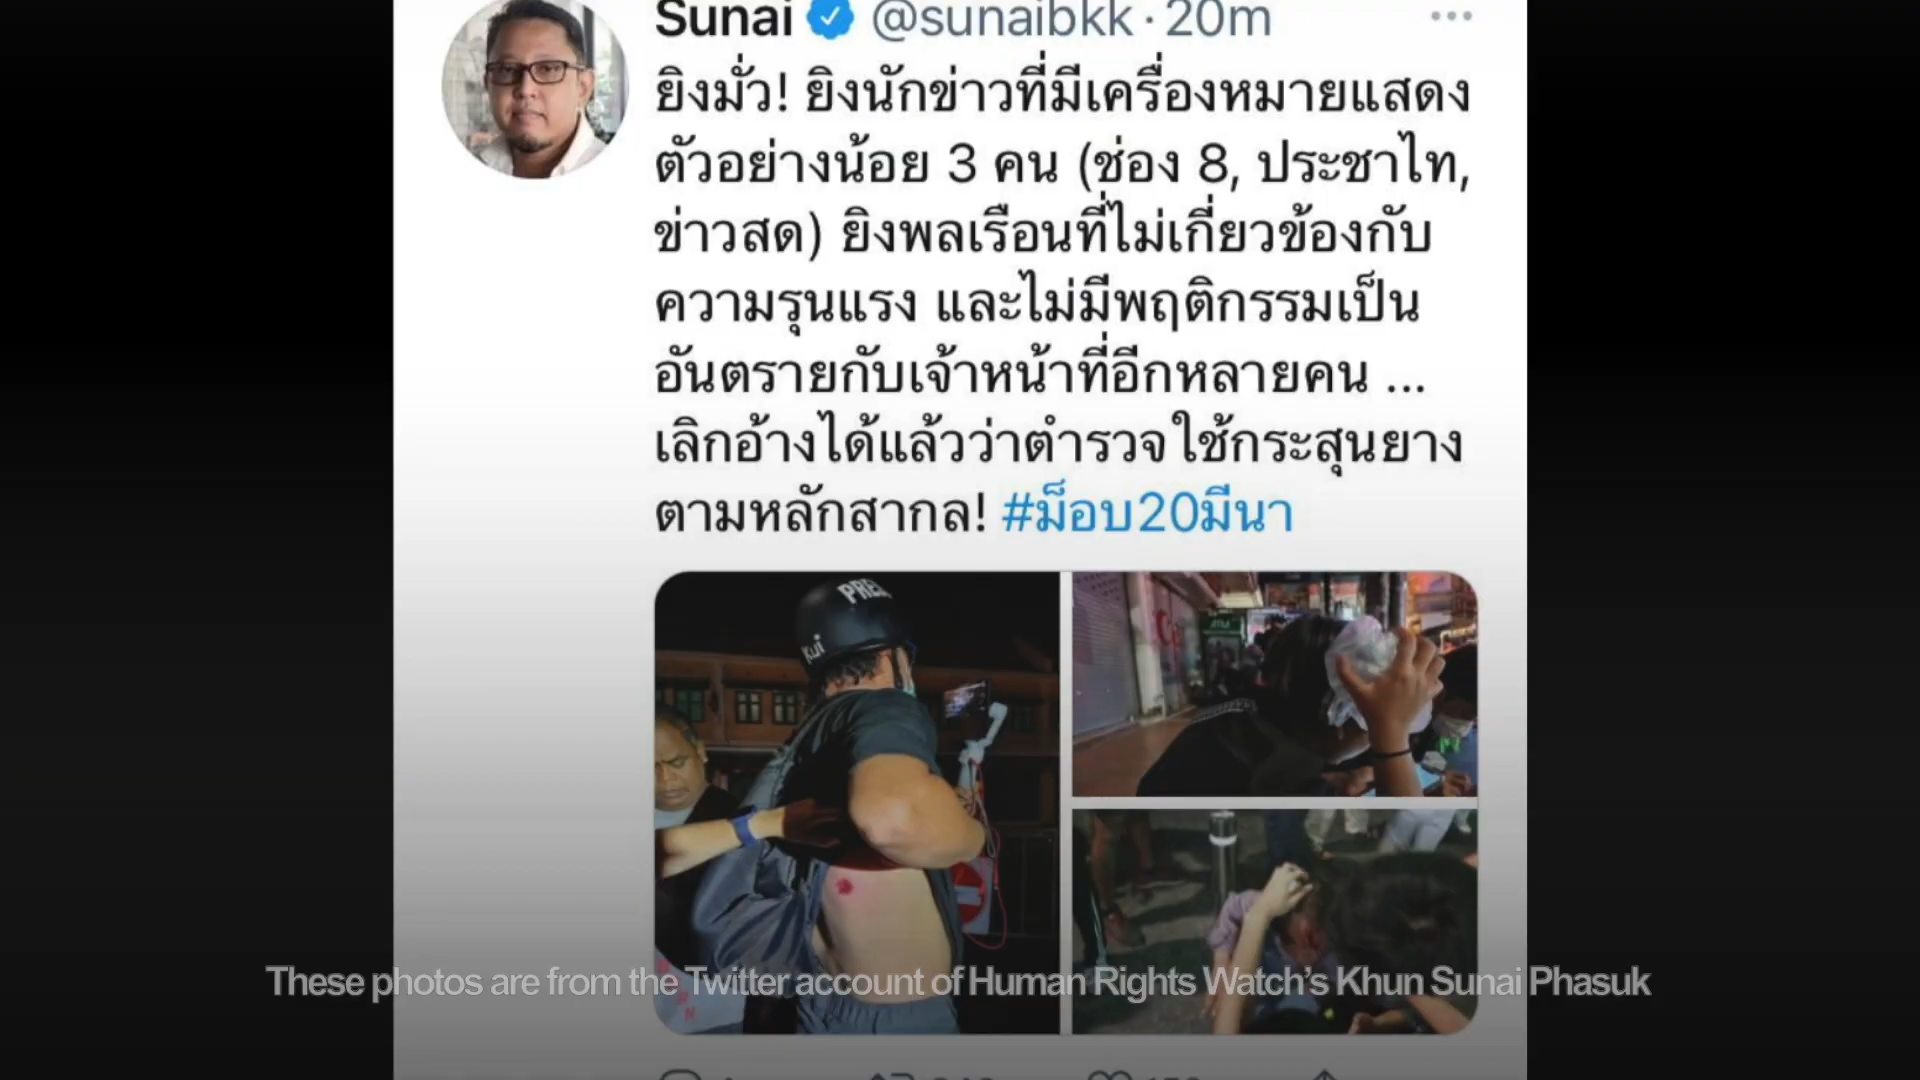 Sunai @sunaibkk · 20m
ยิงมั่ว! ยิงนักข่าวที่มีเครื่องหมายแสดง
ตัวอย่างน้อย 3 คน (ช่อง 8, ประชาไท,
ข่าวสด) ยิงพลเรือนที่ไม่เกี่ยวข้องกับ
ความรุนแรง และไม่มีพฤติกรรมเป็น
อันตรายกับเจ้าหน้าที่อีกหลายคน ...
เลิกอ้างได้แล้วว่าตำรวจใช้กระสุนยาง
ตามหลักสากล! #ม็อบ20มีนา
Kui
These photos are from the Twitter account of Human Rights Watch’s Khun Sunai Phasuk